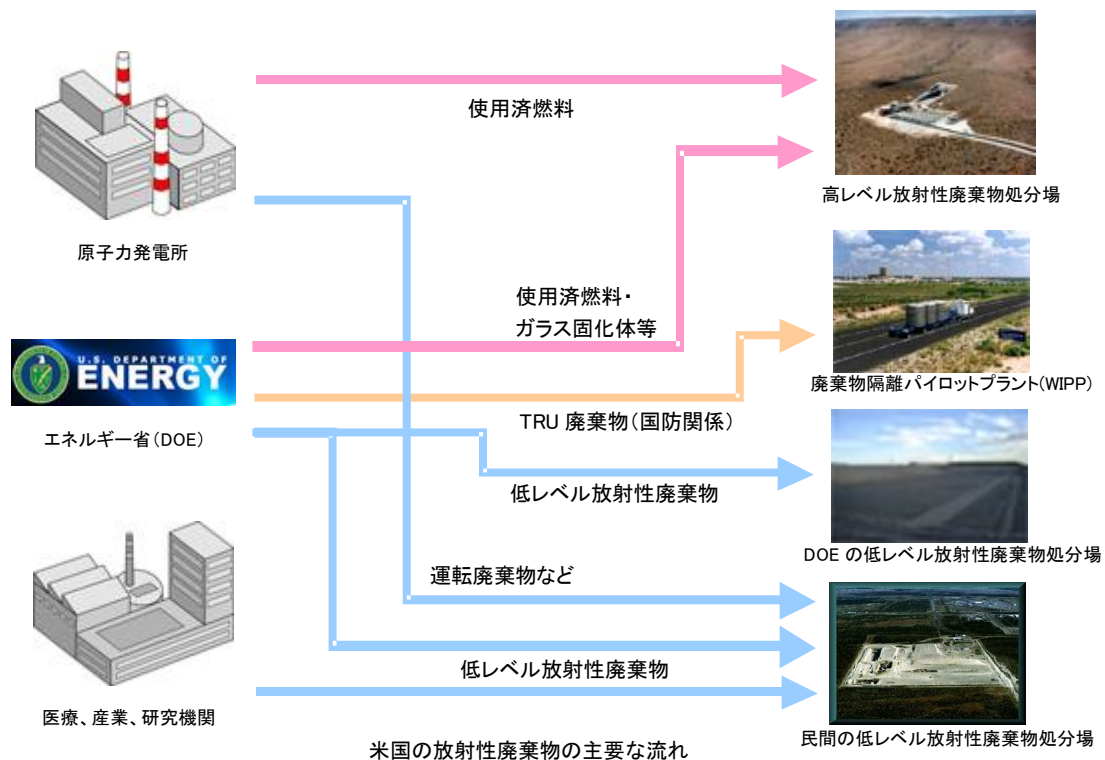 使用済燃料
高レベル放射性廃棄物処分場
原子力発電所
使用済燃料・
ガラス固化体等
廃棄物隔離パイロットプラント(WIPP)
U.S. DEPARTMENT OF
ENERGY
TRU 廃棄物(国防関係)
エネルギー省(DOE)
低レベル放射性廃棄物
DOE の低レベル放射性廃棄物処分場
運転廃棄物など
低レベル放射性廃棄物
医療、産業、研究機関
民間の低レベル放射性廃棄物処分場
米国の放射性廃棄物の主要な流れ